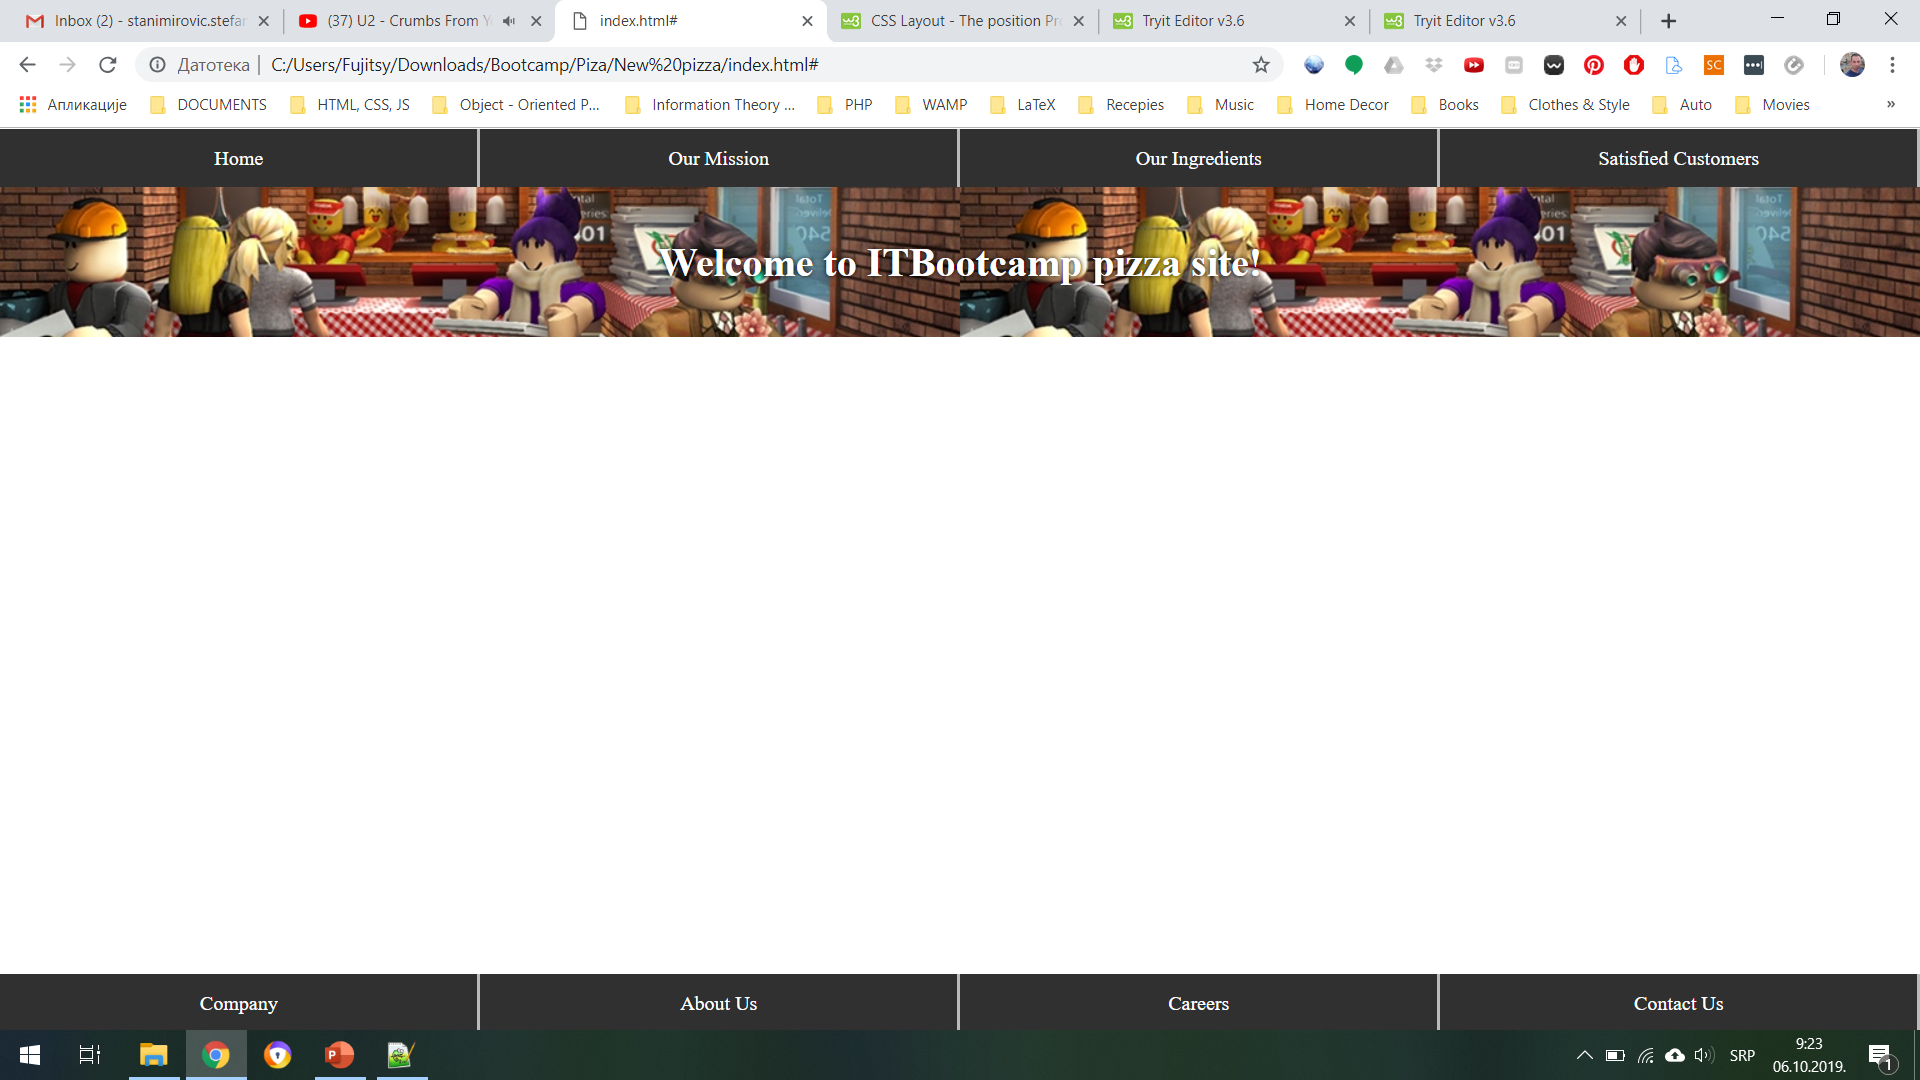 Inbox (2) - stanimirovic.stefar
(37) U2 - Crumbs From Y
index.html#
CSS Layout - The position Pr
Tryit Editor v3.6
Tryit Editor v3.6
Датотека
C:/Users/Fujitsy/Downloads/Bootcamp/Piza/New%20pizza/index.html#
SC
Апликације
DOCUMENTS
HTML, CSS, JS
Object - Oriented P...
Information Theory ...
PHP
WAMP
LaTeX
Recepies
Music
Home Decor
Books
Clothes & Style
Auto
Movies
»
Home
Our Mission
Our Ingredients
Satisfied Customers
Welcome to ITBootcamp pizza site!
Company
About Us
Careers
Contact Us
SRP
9:23
06.10.2019.
1